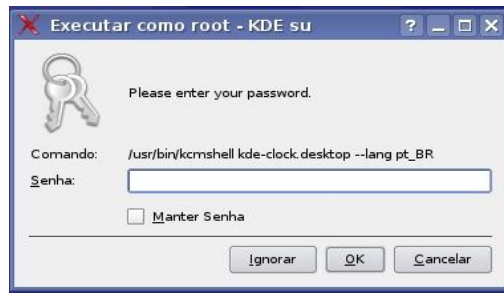 Executar como root - KDE su
Please enter your password.
Comando: /usr/bin/kcmshell kde-clock.desktop --lang pt_BR
Senha:
Manter Senha
Ignorar OK Cancelar